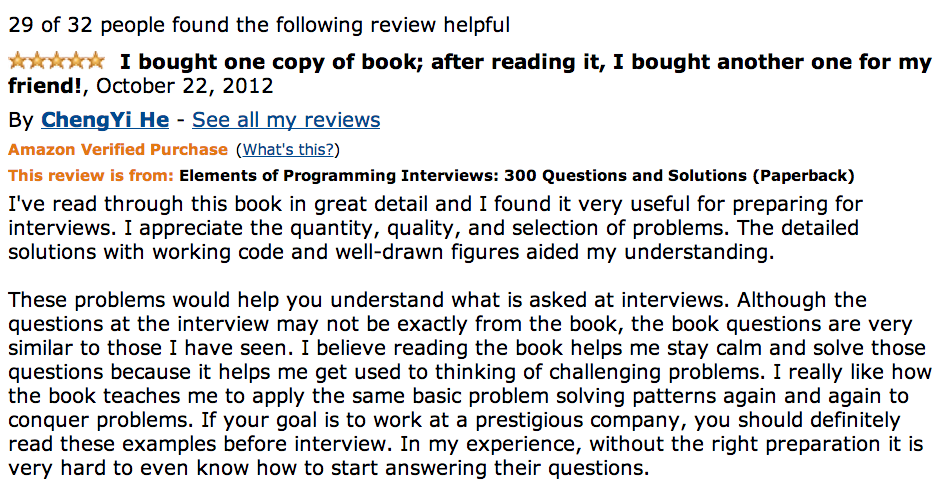 29 of 32 people found the following review helpful
I bought one copy of book; after reading it, I bought another one for my
friend!, October 22, 2012
By ChengYi He - See all my reviews
Amazon Verified Purchase (What's this?)
This review is from: Elements of Programming Interviews: 300 Questions and Solutions (Paperback)
I've read through this book in great detail and I found it very useful for preparing for
interviews. I appreciate the quantity, quality, and selection of problems. The detailed
solutions with working code and well-drawn figures aided my understanding.
These problems would help you understand what is asked at interviews. Although the
questions at the interview may not be exactly from the book, the book questions are very
similar to those I have seen. I believe reading the book helps me stay calm and solve those
questions because it helps me get used to thinking of challenging problems. I really like how
the book teaches me to apply the same basic problem solving patterns again and again to
conquer problems. If your goal is to work at a prestigious company, you should definitely
read these examples before interview. In my experience, without the right preparation it is
very hard to even know how to start answering their questions.